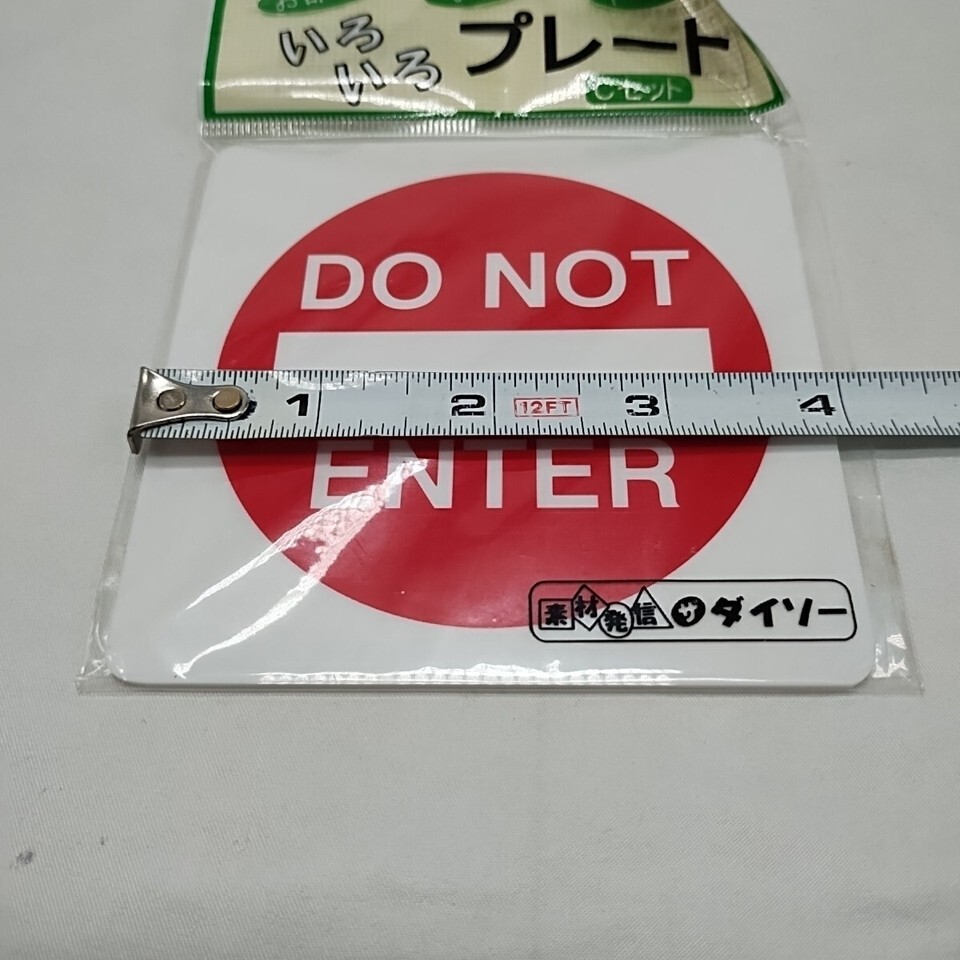 いろいろ プレート
Cセット
DO NOT
1 2 12FT 3 4
ENTER
素材発信 ザ ダイソー